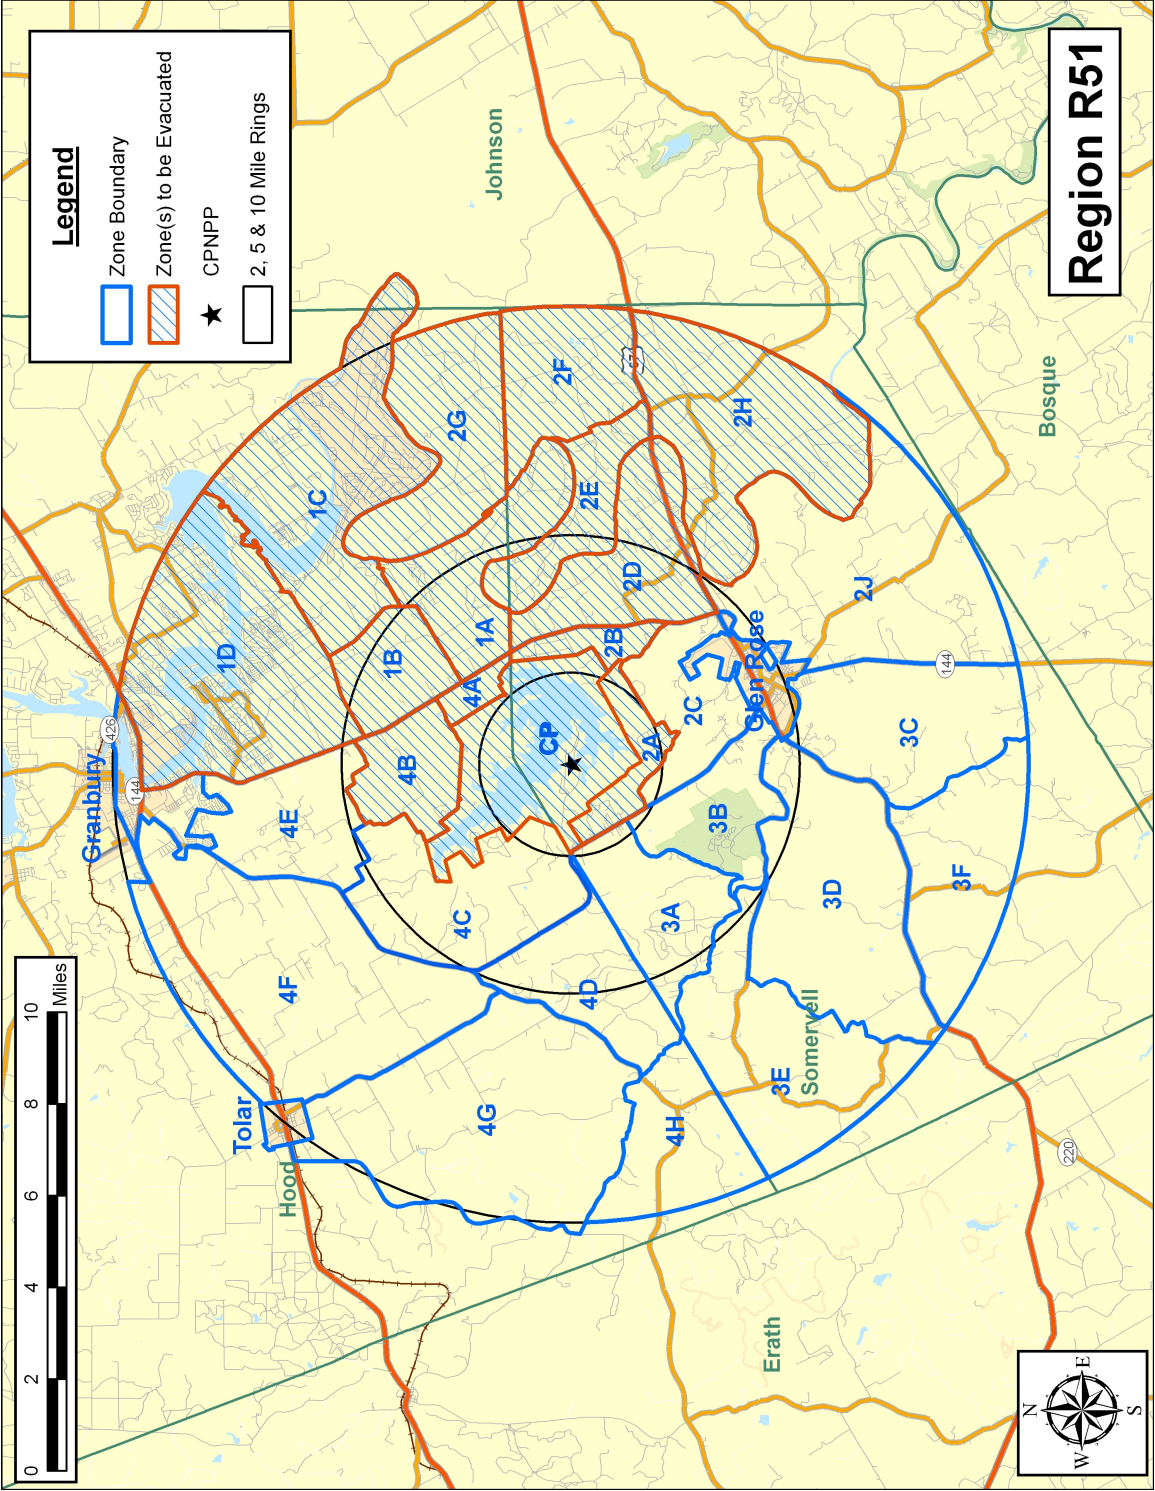 Legend
Zone Boundary
Zone(s) to be Evacuated
CPNPP
2, 5 & 10 Mile Rings
Region R51
Johnson
Bosque
Hood
Somervell
Erath
Granbury
Tolar
Glen Rose
CP
1A
1B
1C
1D
2A
2B
2C
2D
2E
2F
2G
2H
2J
3A
3B
3C
3D
3E
3F
4A
4B
4C
4D
4E
4F
4G
4H
426
144
67
144
220
0 2 4 6 8 10
Miles
N
E
S
W